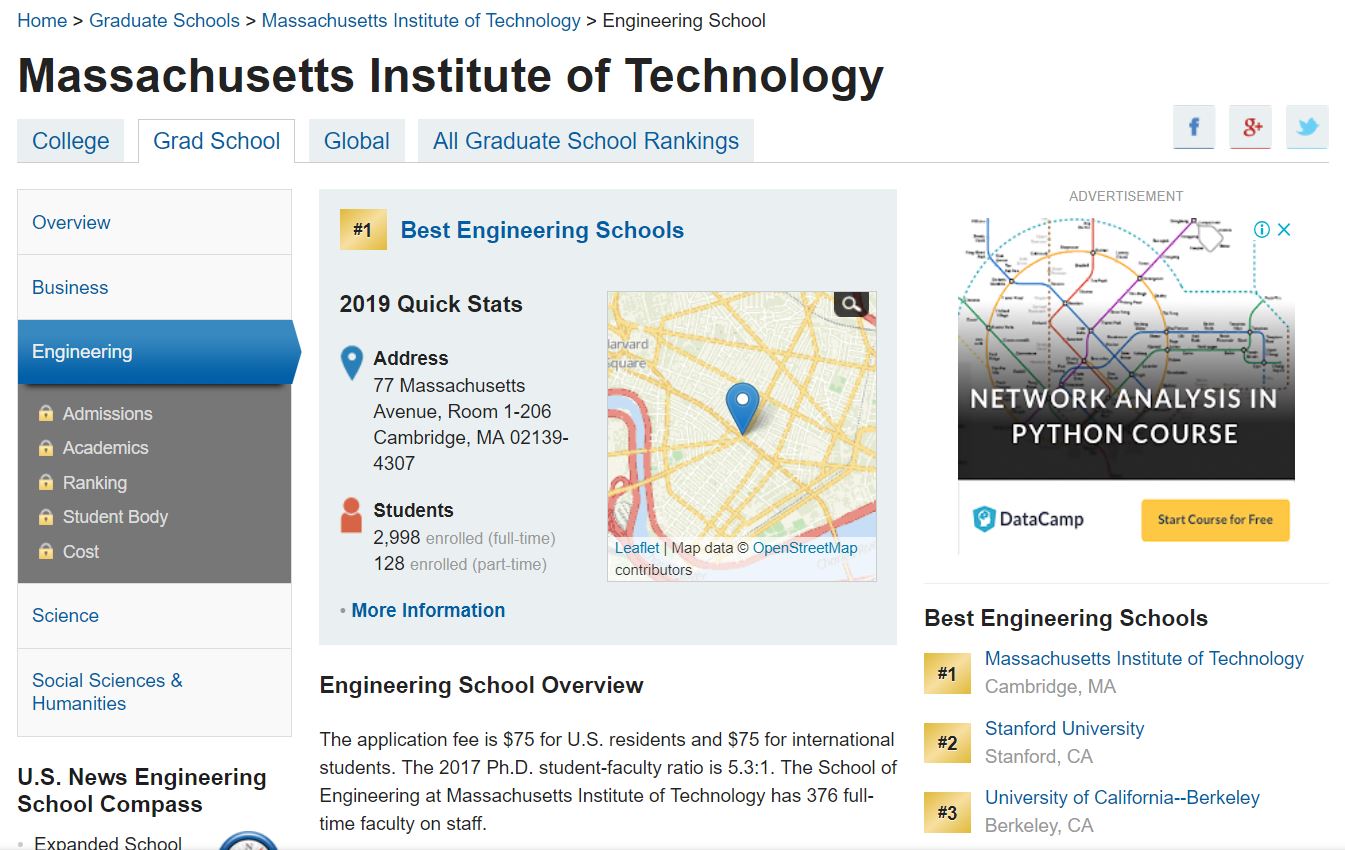 Home > Graduate Schools > Massachusetts Institute of Technology > Engineering School
Massachusetts Institute of Technology
College
Grad School
Global
All Graduate School Rankings
Overview
Business
Engineering
Admissions
Academics
Ranking
Student Body
Cost
Science
Social Sciences &
Humanities
U.S. News Engineering
School Compass
Expanded School
#1 Best Engineering Schools
2019 Quick Stats
Address
77 Massachusetts
Avenue, Room 1-206
Cambridge, MA 02139-
4307
Students
2,998 enrolled (full-time)
128 enrolled (part-time)
• More Information
Square
Leaflet | Map data © OpenStreetMap
contributors
Engineering School Overview
The application fee is $75 for U.S. residents and $75 for international
students. The 2017 Ph.D. student-faculty ratio is 5.3:1. The School of
Engineering at Massachusetts Institute of Technology has 376 full-
time faculty on staff.
ADVERTISEMENT
NETWORK ANALYSIS IN
PYTHON COURSE
DataCamp
Start Course for Free
Best Engineering Schools
#1 Massachusetts Institute of Technology
Cambridge, MA
#2 Stanford University
Stanford, CA
#3 University of California--Berkeley
Berkeley, CA